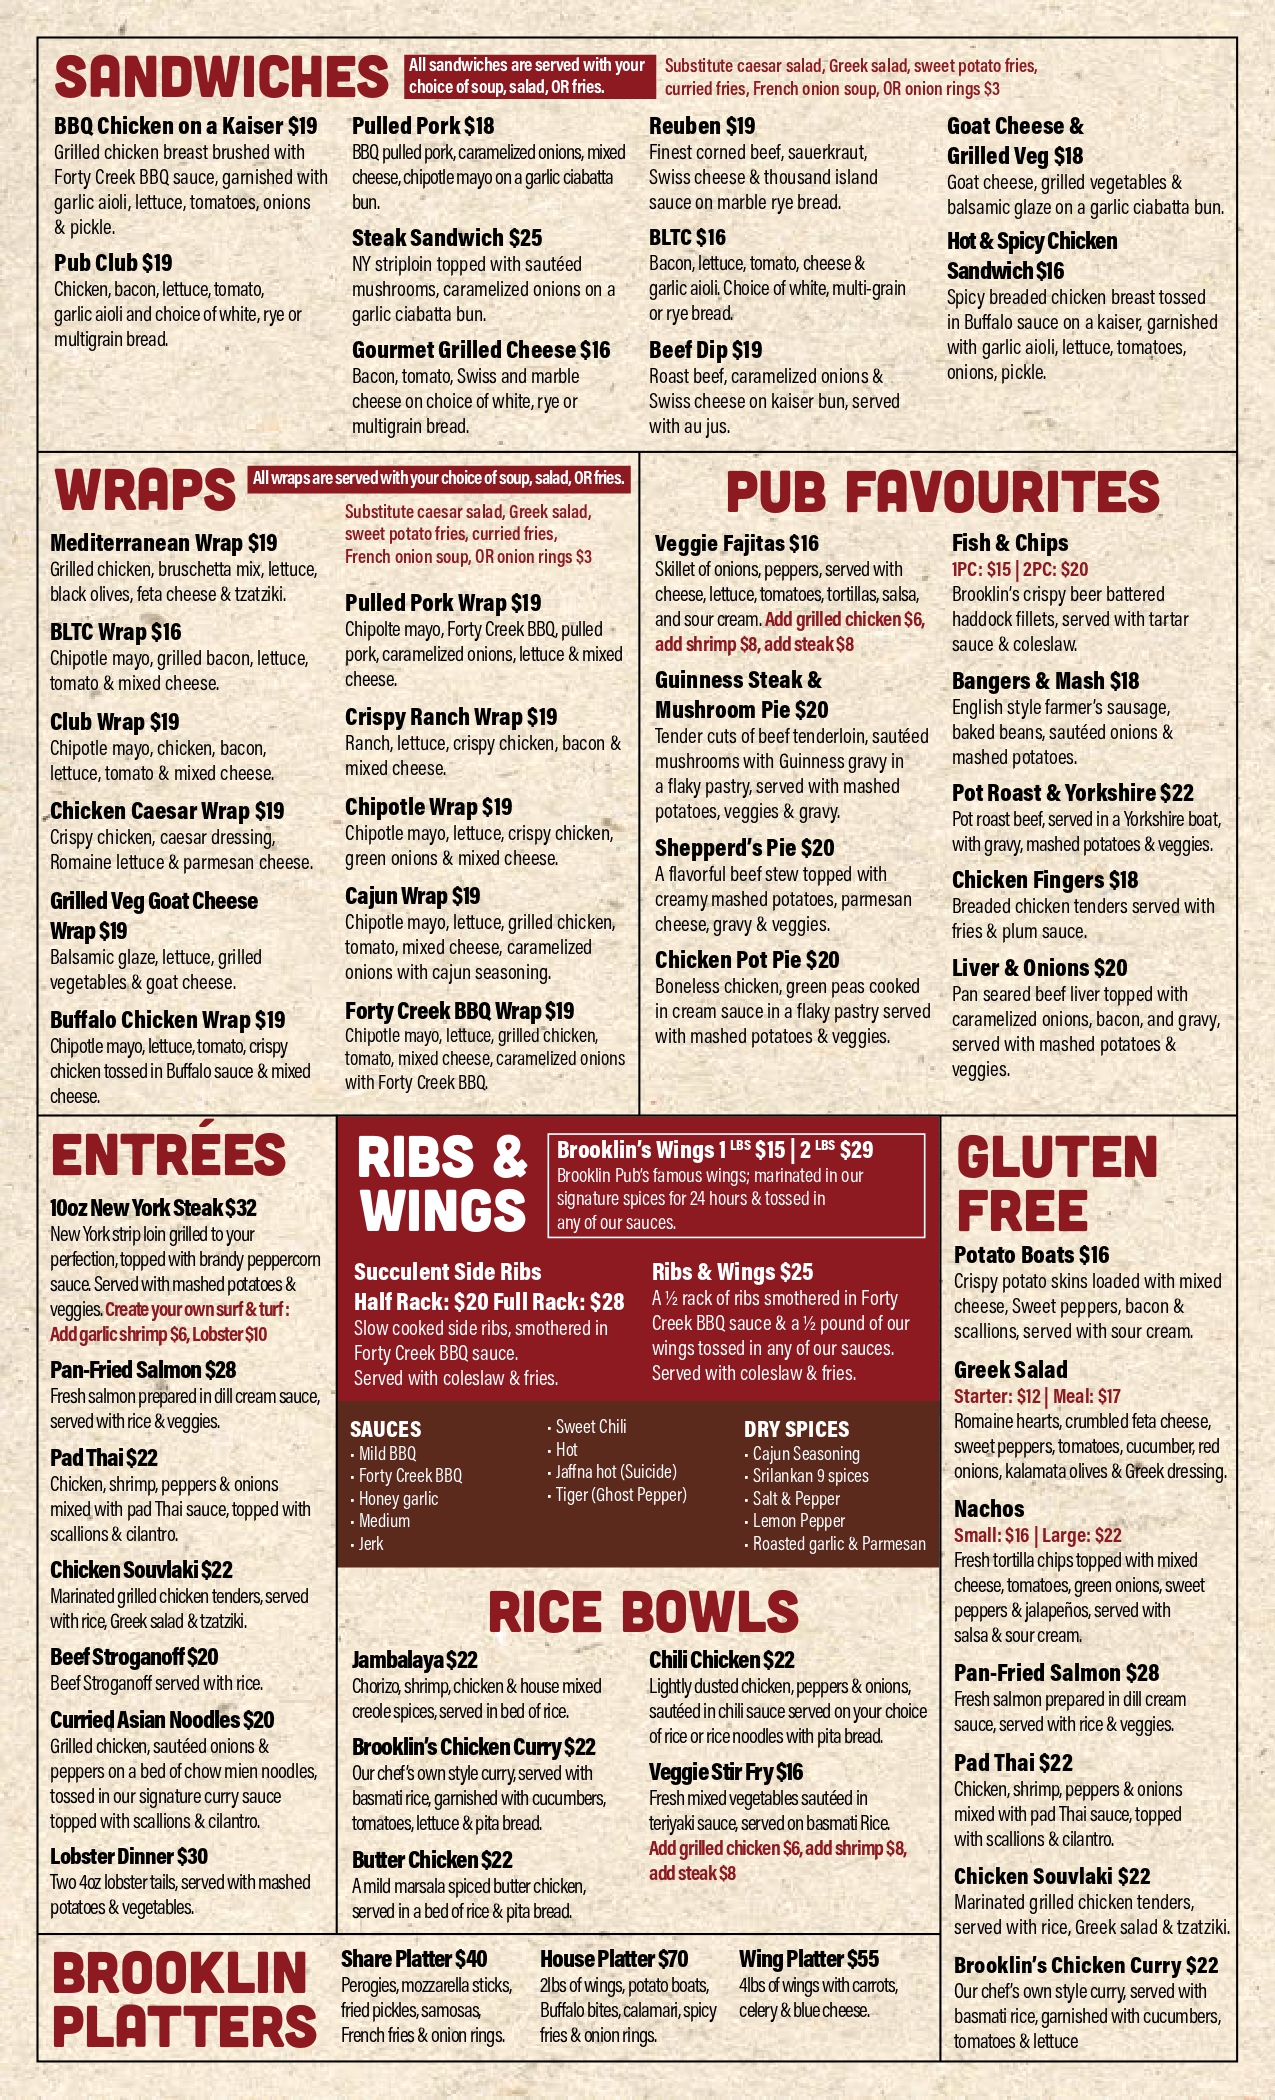 SANDWICHES
All sandwiches are served with your
choice of soup, salad, OR fries.
Substitute caesar salad, Greek salad, sweet potato fries,
curried fries, French onion soup, OR onion rings $3
BBQ Chicken on a Kaiser $19
Grilled chicken breast brushed with
Forty Creek BBQ sauce, garnished with
garlic aioli, lettuce, tomatoes, onions
& pickle.
Pub Club $19
Chicken, bacon, lettuce, tomato,
garlic aioli and choice of white, rye or
multigrain bread.
Pulled Pork $18
BBQ pulled pork, caramelized onions, mixed
cheese, chipotle mayo on a garlic ciabatta
bun.
Steak Sandwich $25
NY striploin topped with sautéed
mushrooms, caramelized onions on a
garlic ciabatta bun.
Gourmet Grilled Cheese $16
Bacon, tomato, Swiss and marble
cheese on choice of white, rye or
multigrain bread.
Reuben $19
Finest corned beef, sauerkraut,
Swiss cheese & thousand island
sauce on marble rye bread.
BLTC $16
Bacon, lettuce, tomato, cheese &
garlic aioli. Choice of white, multi-grain
or rye bread.
Beef Dip $19
Roast beef, caramelized onions &
Swiss cheese on kaiser bun, served
with au jus.
Goat Cheese &
Grilled Veg $18
Goat cheese, grilled vegetables &
balsamic glaze on a garlic ciabatta bun.
Hot & Spicy Chicken
Sandwich $16
Spicy breaded chicken breast tossed
in Buffalo sauce on a kaiser, garnished
with garlic aioli, lettuce, tomatoes,
onions, pickle.
WRAPS
All wraps are served with your choice of soup, salad, OR fries.
Substitute caesar salad, Greek salad,
sweet potato fries, curried fries,
French onion soup, OR onion rings $3
Mediterranean Wrap $19
Grilled chicken, bruschetta mix, lettuce,
black olives, feta cheese & tzatziki.
BLTC Wrap $16
Chipotle mayo, grilled bacon, lettuce,
tomato & mixed cheese.
Club Wrap $19
Chipotle mayo, chicken, bacon,
lettuce, tomato & mixed cheese.
Chicken Caesar Wrap $19
Crispy chicken, caesar dressing,
Romaine lettuce & parmesan cheese.
Grilled Veg Goat Cheese
Wrap $19
Balsamic glaze, lettuce, grilled
vegetables & goat cheese.
Buffalo Chicken Wrap $19
Chipotle mayo, lettuce, tomato, crispy
chicken tossed in Buffalo sauce & mixed
cheese.
Pulled Pork Wrap $19
Chipolte mayo, Forty Creek BBQ, pulled
pork, caramelized onions, lettuce & mixed
cheese.
Crispy Ranch Wrap $19
Ranch, lettuce, crispy chicken, bacon &
mixed cheese.
Chipotle Wrap $19
Chipotle mayo, lettuce, crispy chicken,
green onions & mixed cheese.
Cajun Wrap $19
Chipotle mayo, lettuce, grilled chicken,
tomato, mixed cheese, caramelized
onions with cajun seasoning.
Forty Creek BBQ Wrap $19
Chipotle mayo, lettuce, grilled chicken,
tomato, mixed cheese, caramelized onions
with Forty Creek BBQ.
PUB FAVOURITES
Veggie Fajitas $16
Skillet of onions, peppers, served with
cheese, lettuce, tomatoes, tortillas, salsa,
and sour cream. Add grilled chicken $6,
add shrimp $8, add steak $8
Guinness Steak &
Mushroom Pie $20
Tender cuts of beef tenderloin, sautéed
mushrooms with Guinness gravy in
a flaky pastry, served with mashed
potatoes, veggies & gravy.
Shepperd's Pie $20
A flavorful beef stew topped with
creamy mashed potatoes, parmesan
cheese, gravy & veggies.
Chicken Pot Pie $20
Boneless chicken, green peas cooked
in cream sauce in a flaky pastry served
with mashed potatoes & veggies.
Fish & Chips
1PC: $15 | 2PC: $20
Brooklin's crispy beer battered
haddock fillets, served with tartar
sauce & coleslaw.
Bangers & Mash $18
English style farmer's sausage,
baked beans, sautéed onions &
mashed potatoes.
Pot Roast & Yorkshire $22
Pot roast beef, served in a Yorkshire boat,
with gravy, mashed potatoes & veggies.
Chicken Fingers $18
Breaded chicken tenders served with
fries & plum sauce.
Liver & Onions $20
Pan seared beef liver topped with
caramelized onions, bacon, and gravy,
served with mashed potatoes &
veggies.
ENTRÉES
10oz New York Steak $32
New York strip loin grilled to your
perfection, topped with brandy peppercorn
sauce. Served with mashed potatoes &
veggies. Create your own surf & turf :
Add garlic shrimp $6, Lobster $10
Pan-Fried Salmon $28
Fresh salmon prepared in dill cream sauce,
served with rice & veggies.
Pad Thai $22
Chicken, shrimp, peppers & onions
mixed with pad Thai sauce, topped with
scallions & cilantro.
Chicken Souvlaki $22
Marinated grilled chicken tenders, served
with rice, Greek salad & tzatziki.
Beef Stroganoff $20
Beef Stroganoff served with rice.
Curried Asian Noodles $20
Grilled chicken, sautéed onions &
peppers on a bed of chow mien noodles,
tossed in our signature curry sauce
topped with scallions & cilantro.
Lobster Dinner $30
Two 4oz lobster tails, served with mashed
potatoes & vegetables.
RIBS &
WINGS
Brooklin's Wings 1 LBS $15 | 2 LBS $29
Brooklin Pub's famous wings; marinated in our
signature spices for 24 hours & tossed in
any of our sauces.
Succulent Side Ribs
Half Rack: $20 Full Rack: $28
Slow cooked side ribs, smothered in
Forty Creek BBQ sauce.
Served with coleslaw & fries.
Ribs & Wings $25
A ½ rack of ribs smothered in Forty
Creek BBQ sauce & a ½ pound of our
wings tossed in any of our sauces.
Served with coleslaw & fries.
SAUCES
• Mild BBQ
• Forty Creek BBQ
• Honey garlic
• Medium
• Jerk
• Sweet Chili
• Hot
• Jaffna hot (Suicide)
• Tiger (Ghost Pepper)
DRY SPICES
• Cajun Seasoning
• Srilankan 9 spices
• Salt & Pepper
• Lemon Pepper
• Roasted garlic & Parmesan
RICE BOWLS
Jambalaya $22
Chorizo, shrimp, chicken & house mixed
creole spices, served in bed of rice.
Brooklin's Chicken Curry $22
Our chef's own style curry, served with
basmati rice, garnished with cucumbers,
tomatoes, lettuce & pita bread.
Butter Chicken $22
A mild marsala spiced butter chicken,
served in a bed of rice & pita bread.
Chili Chicken $22
Lightly dusted chicken, peppers & onions,
sautéed in chili sauce served on your choice
of rice or rice noodles with pita bread.
Veggie Stir Fry $16
Fresh mixed vegetables sautéed in
teriyaki sauce, served on basmati Rice.
Add grilled chicken $6, add shrimp $8,
add steak $8
GLUTEN
FREE
Potato Boats $16
Crispy potato skins loaded with mixed
cheese, Sweet peppers, bacon &
scallions, served with sour cream.
Greek Salad
Starter: $12 | Meal: $17
Romaine hearts, crumbled feta cheese,
sweet peppers, tomatoes, cucumber, red
onions, kalamata olives & Greek dressing.
Nachos
Small: $16 | Large: $22
Fresh tortilla chips topped with mixed
cheese, tomatoes, green onions, sweet
peppers & jalapeños, served with
salsa & sour cream.
Pan-Fried Salmon $28
Fresh salmon prepared in dill cream
sauce, served with rice & veggies.
Pad Thai $22
Chicken, shrimp, peppers & onions
mixed with pad Thai sauce, topped
with scallions & cilantro.
Chicken Souvlaki $22
Marinated grilled chicken tenders,
served with rice, Greek salad & tzatziki.
Brooklin's Chicken Curry $22
Our chef's own style curry, served with
basmati rice, garnished with cucumbers,
tomatoes & lettuce
BROOKLIN
PLATTERS
Share Platter $40
Perogies, mozzarella sticks,
fried pickles, samosas,
French fries & onion rings.
House Platter $70
2lbs of wings, potato boats,
Buffalo bites, calamari, spicy
fries & onion rings.
Wing Platter $55
4lbs of wings with carrots,
celery & blue cheese.